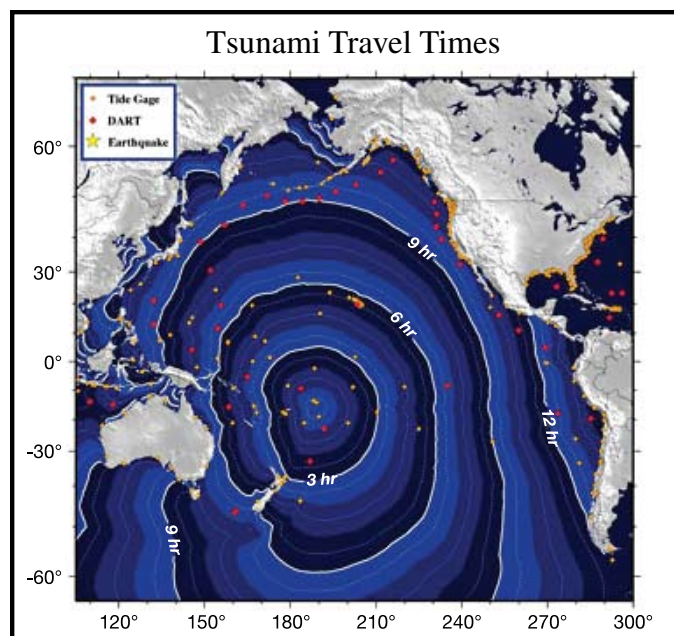 Tsunami Travel Times
Tide Gage
DART
Earthquake
60°
30°
0°
-30°
-60°
9 hr
6 hr
3 hr
12 hr
9 hr
120° 150° 180° 210° 240° 270° 300°